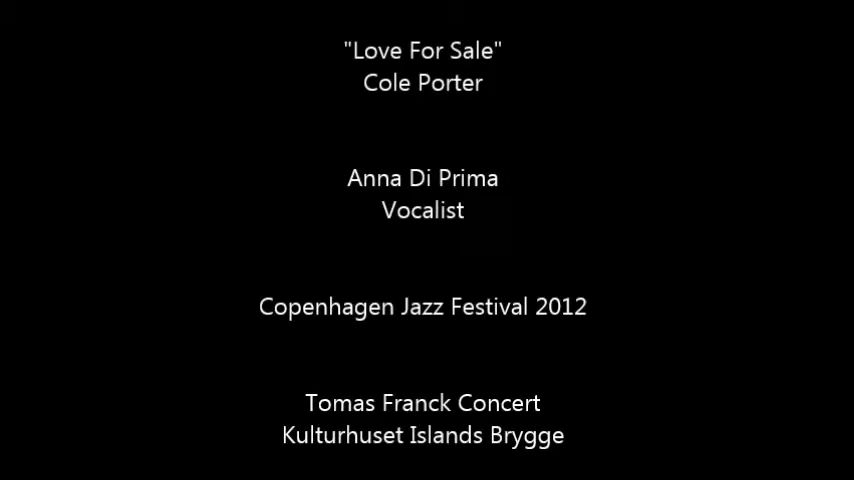 "Love For Sale"
Cole Porter
Anna Di Prima
Vocalist
Copenhagen Jazz Festival 2012
Tomas Franck Concert
Kulturhuset Islands Brygge